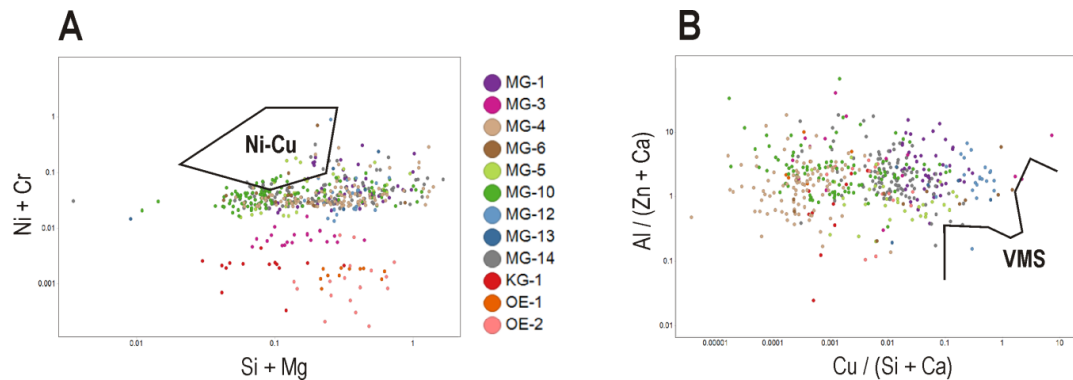 A
Ni + Cr
1
0.1
0.01
0.001
Ni-Cu
0.01
0.1
1
Si + Mg
MG-1
MG-3
MG-4
MG-6
MG-5
MG-10
MG-12
MG-13
MG-14
KG-1
OE-1
OE-2
B
Al / (Zn + Ca)
10
1
0.1
0.01
VMS
0.00001
0.0001
0.001
0.01
0.1
1
10
Cu / (Si + Ca)